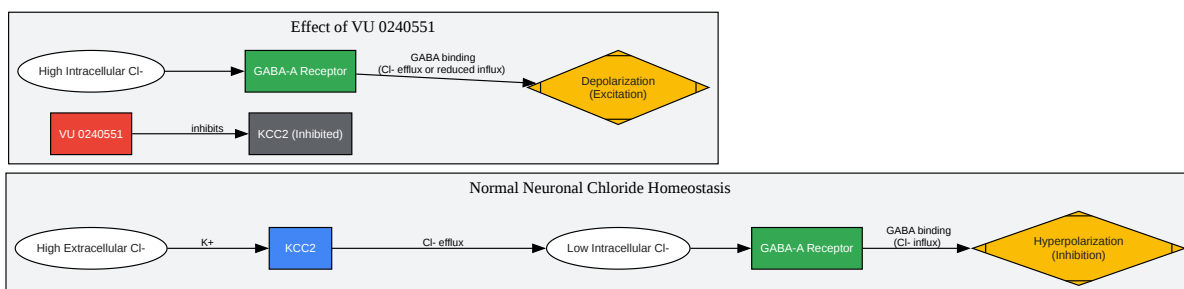 Effect of VU 0240551
High Intracellular Cl-
GABA-A Receptor
GABA binding
(Cl- efflux or reduced influx)
Depolarization
(Excitation)
VU 0240551
inhibits
KCC2 (Inhibited)
Normal Neuronal Chloride Homeostasis
High Extracellular Cl-
K+
KCC2
Cl- efflux
Low Intracellular Cl-
GABA-A Receptor
GABA binding
(Cl- influx)
Hyperpolarization
(Inhibition)